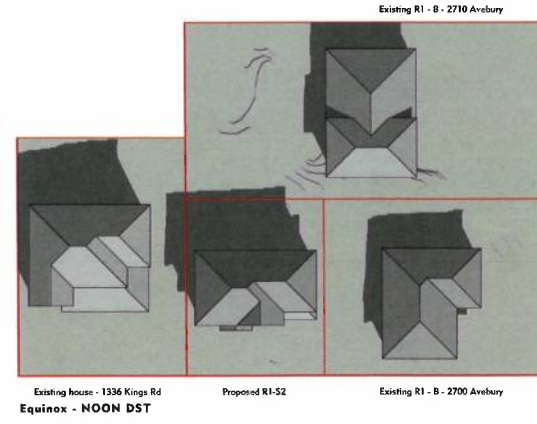 Existing R1 - B - 2710 Avebury
Existing house - 1336 Kings Rd
Proposed R1-S2
Existing R1 - B - 2700 Avebury
Equinox - NOON DST